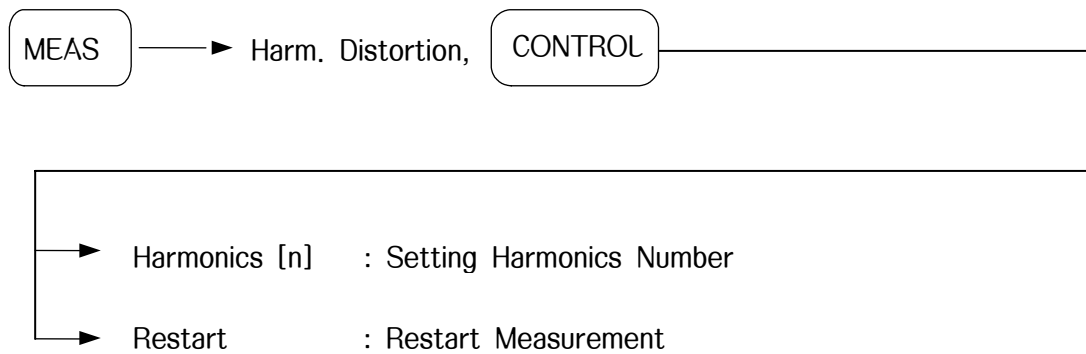 MEAS Harm. Distortion, CONTROL
Harmonics [n] : Setting Harmonics Number
Restart : Restart Measurement